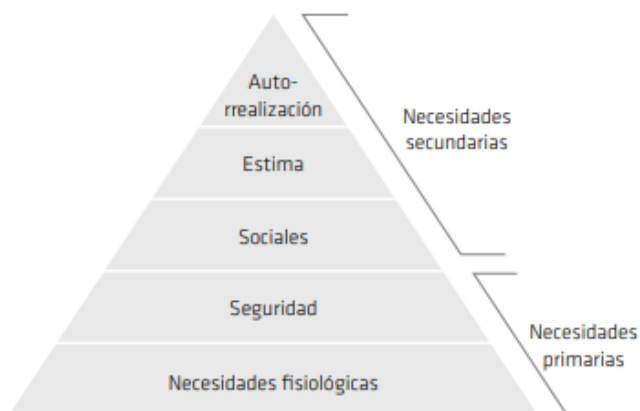 Auto-
rrealización
Necesidades
secundarias
Estima
Sociales
Seguridad
Necesidades
primarias
Necesidades fisiológicas